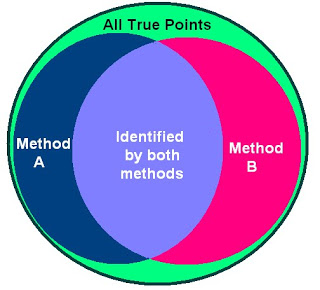 All True Points
Method
A
Identified
by both
methods
Method
B